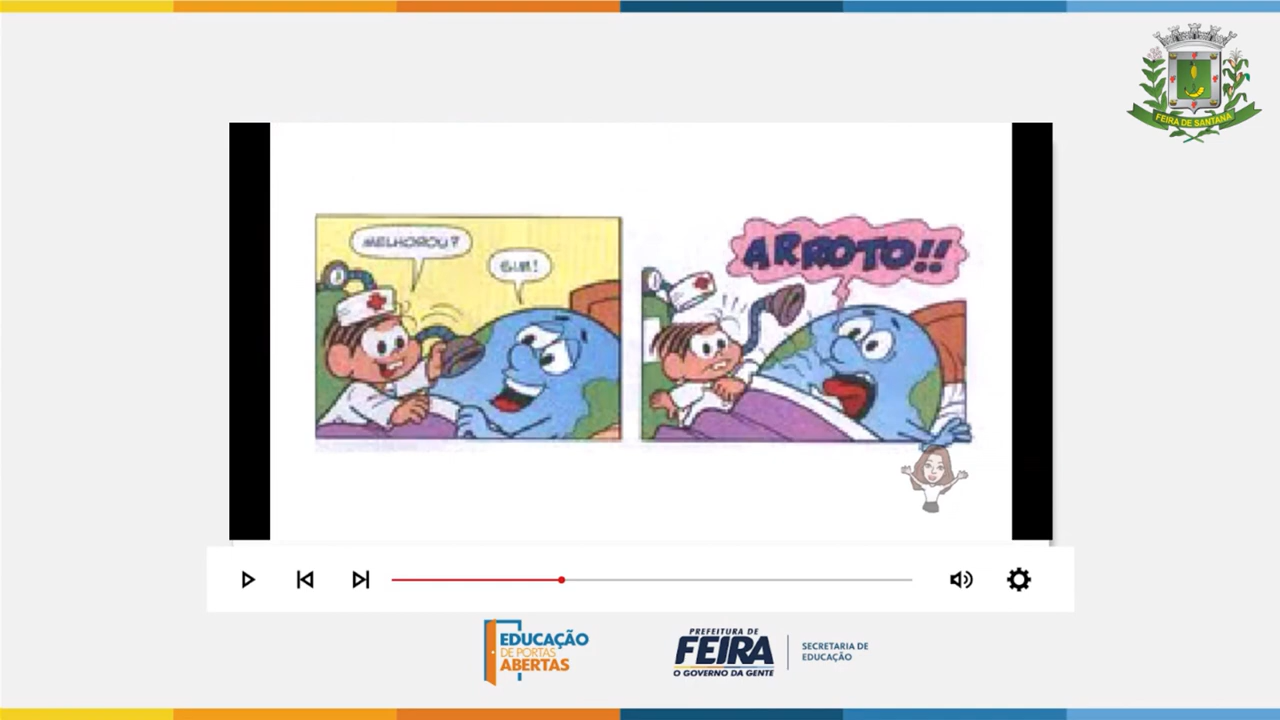 FEIRA DE SANTANA
MELHOROU?
SIM!
ARROTO!!
EDUCAÇÃO
DE PORTAS
ABERTAS
PREFEITURA DE
FEIRA
O GOVERNO DA GENTE
SECRETARIA DE
EDUCAÇÃO